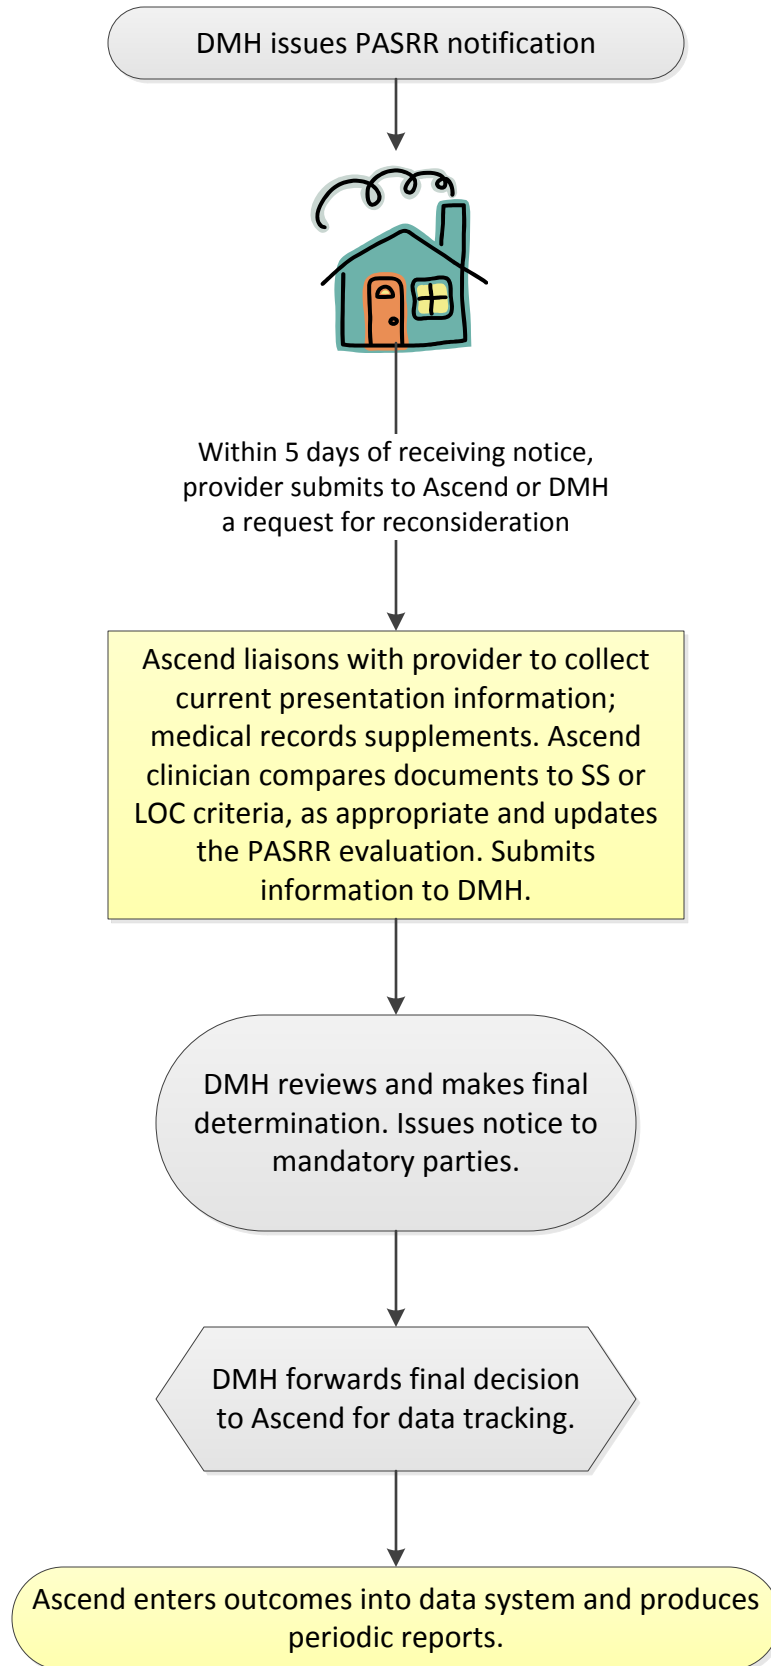 DMH issues PASRR notification
Within 5 days of receiving notice,
provider submits to Ascend or DMH
a request for reconsideration
Ascend liaisons with provider to collect
current presentation information;
medical records supplements. Ascend
clinician compares documents to SS or
LOC criteria, as appropriate and updates
the PASRR evaluation. Submits
information to DMH.
DMH reviews and makes final
determination. Issues notice to
mandatory parties.
DMH forwards final decision
to Ascend for data tracking.
Ascend enters outcomes into data system and produces
periodic reports.